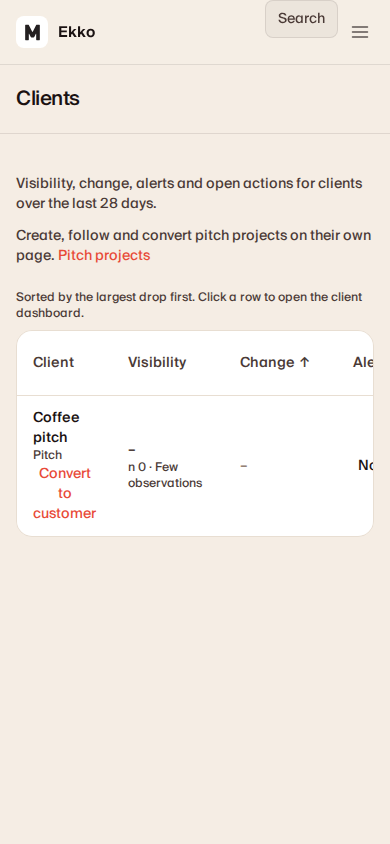 M Ekko
Search
Clients
Visibility, change, alerts and open actions for clients
over the last 28 days.
Create, follow and convert pitch projects on their own
page. Pitch projects
Sorted by the largest drop first. Click a row to open the client
dashboard.
Client Visibility Change ↑
Coffee
pitch
Pitch
Convert
to
customer
–
n 0 · Few
observations
–